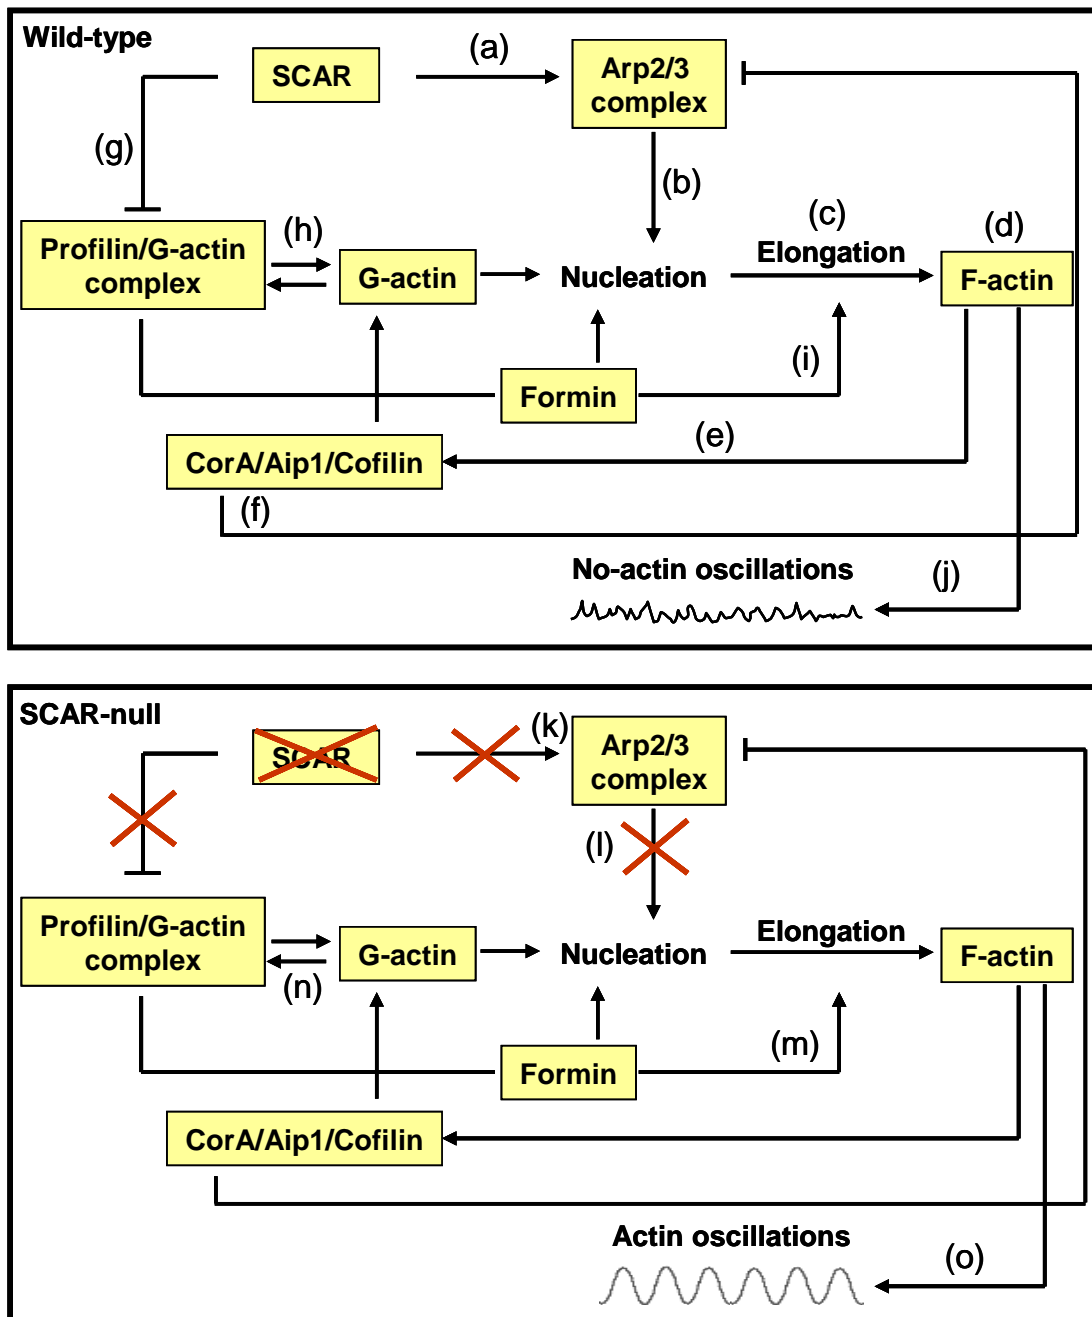 Wild-type
SCAR
(a)
Arp2/3
complex
(g)
(b)
Profilin/G-actin
complex
(h)
G-actin
Nucleation
(c)
Elongation
(d)
F-actin
Formin
(i)
CorA/Aip1/Cofilin
(e)
(f)
No-actin oscillations
(j)
SCAR-null
SCAR
(k)
Arp2/3
complex
(l)
Profilin/G-actin
complex
(n)
G-actin
Nucleation
Elongation
F-actin
Formin
(m)
CorA/Aip1/Cofilin
Actin oscillations
(o)